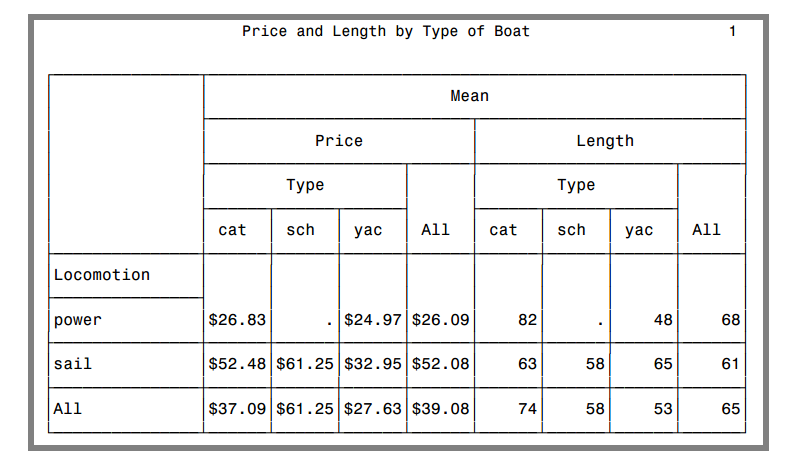 Price and Length by Type of Boat 1
Mean
Price Length
Type Type
cat sch yac All cat sch yac All
Locomotion
power $26.83 . $24.97 $26.09 82 . 48 68
sail $52.48 $61.25 $32.95 $52.08 63 58 65 61
All $37.09 $61.25 $27.63 $39.08 74 58 53 65